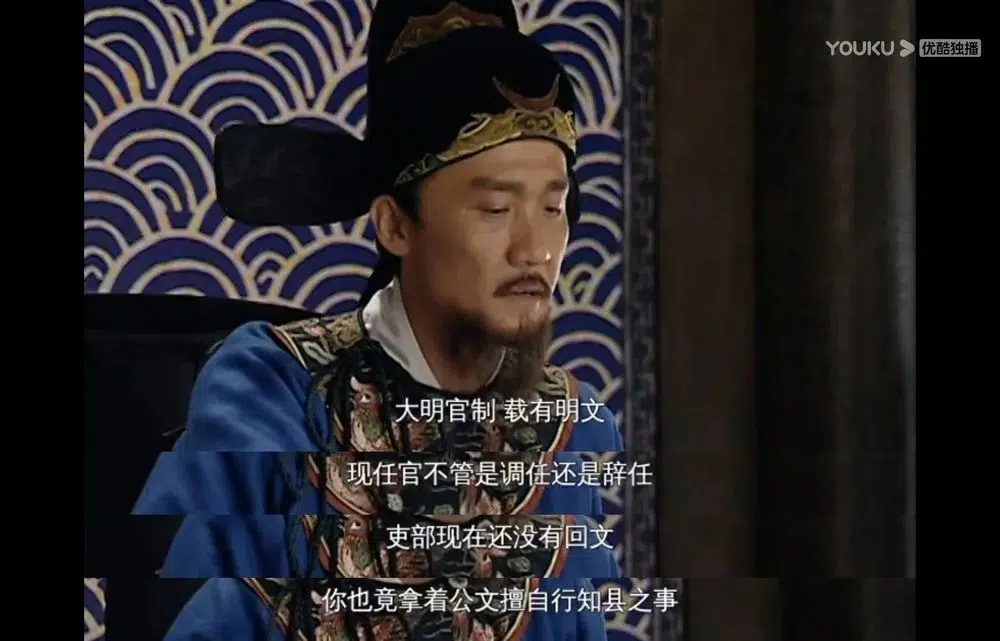 YOUKU 优酷独播
大明官制 载有明文
现任官不管是调任还是辞任
吏部现在还没有回文
你也竟拿着公文擅自行知县之事